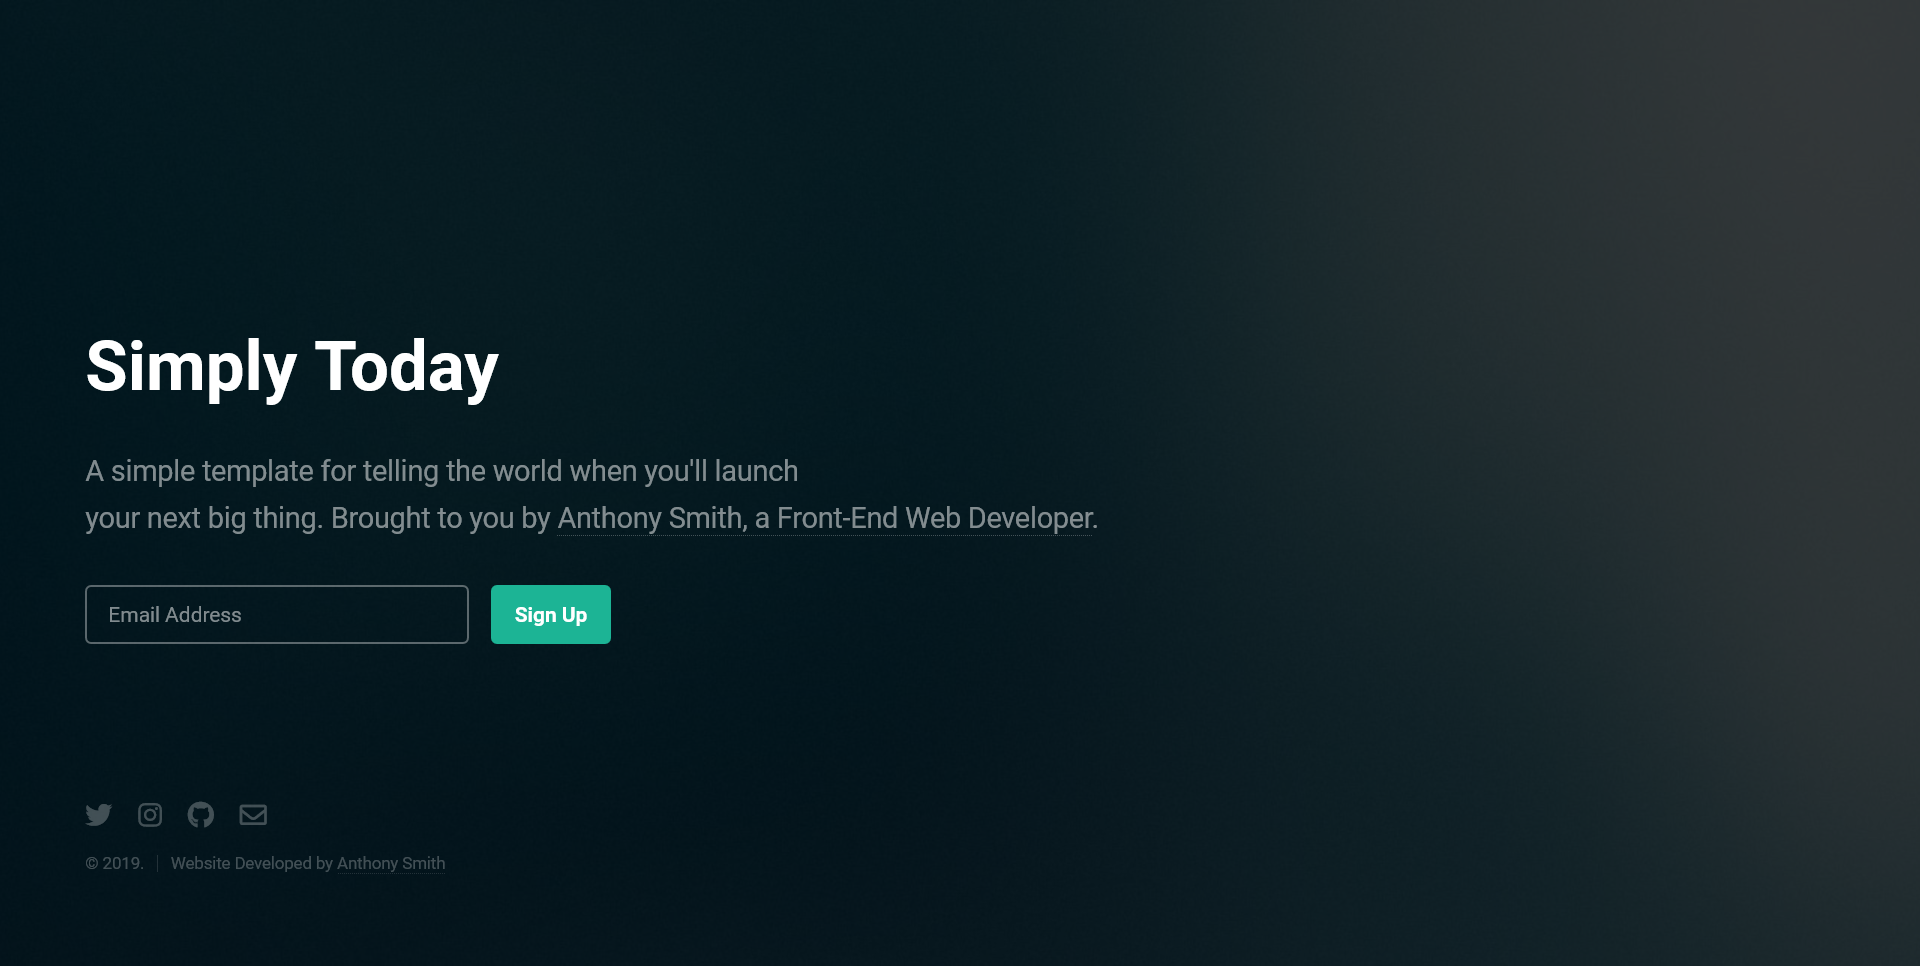 Simply Today
A simple template for telling the world when you'll launch
your next big thing. Brought to you by Anthony Smith, a Front-End Web Developer.
Email Address
Sign Up
© 2019.
Website Developed by Anthony Smith